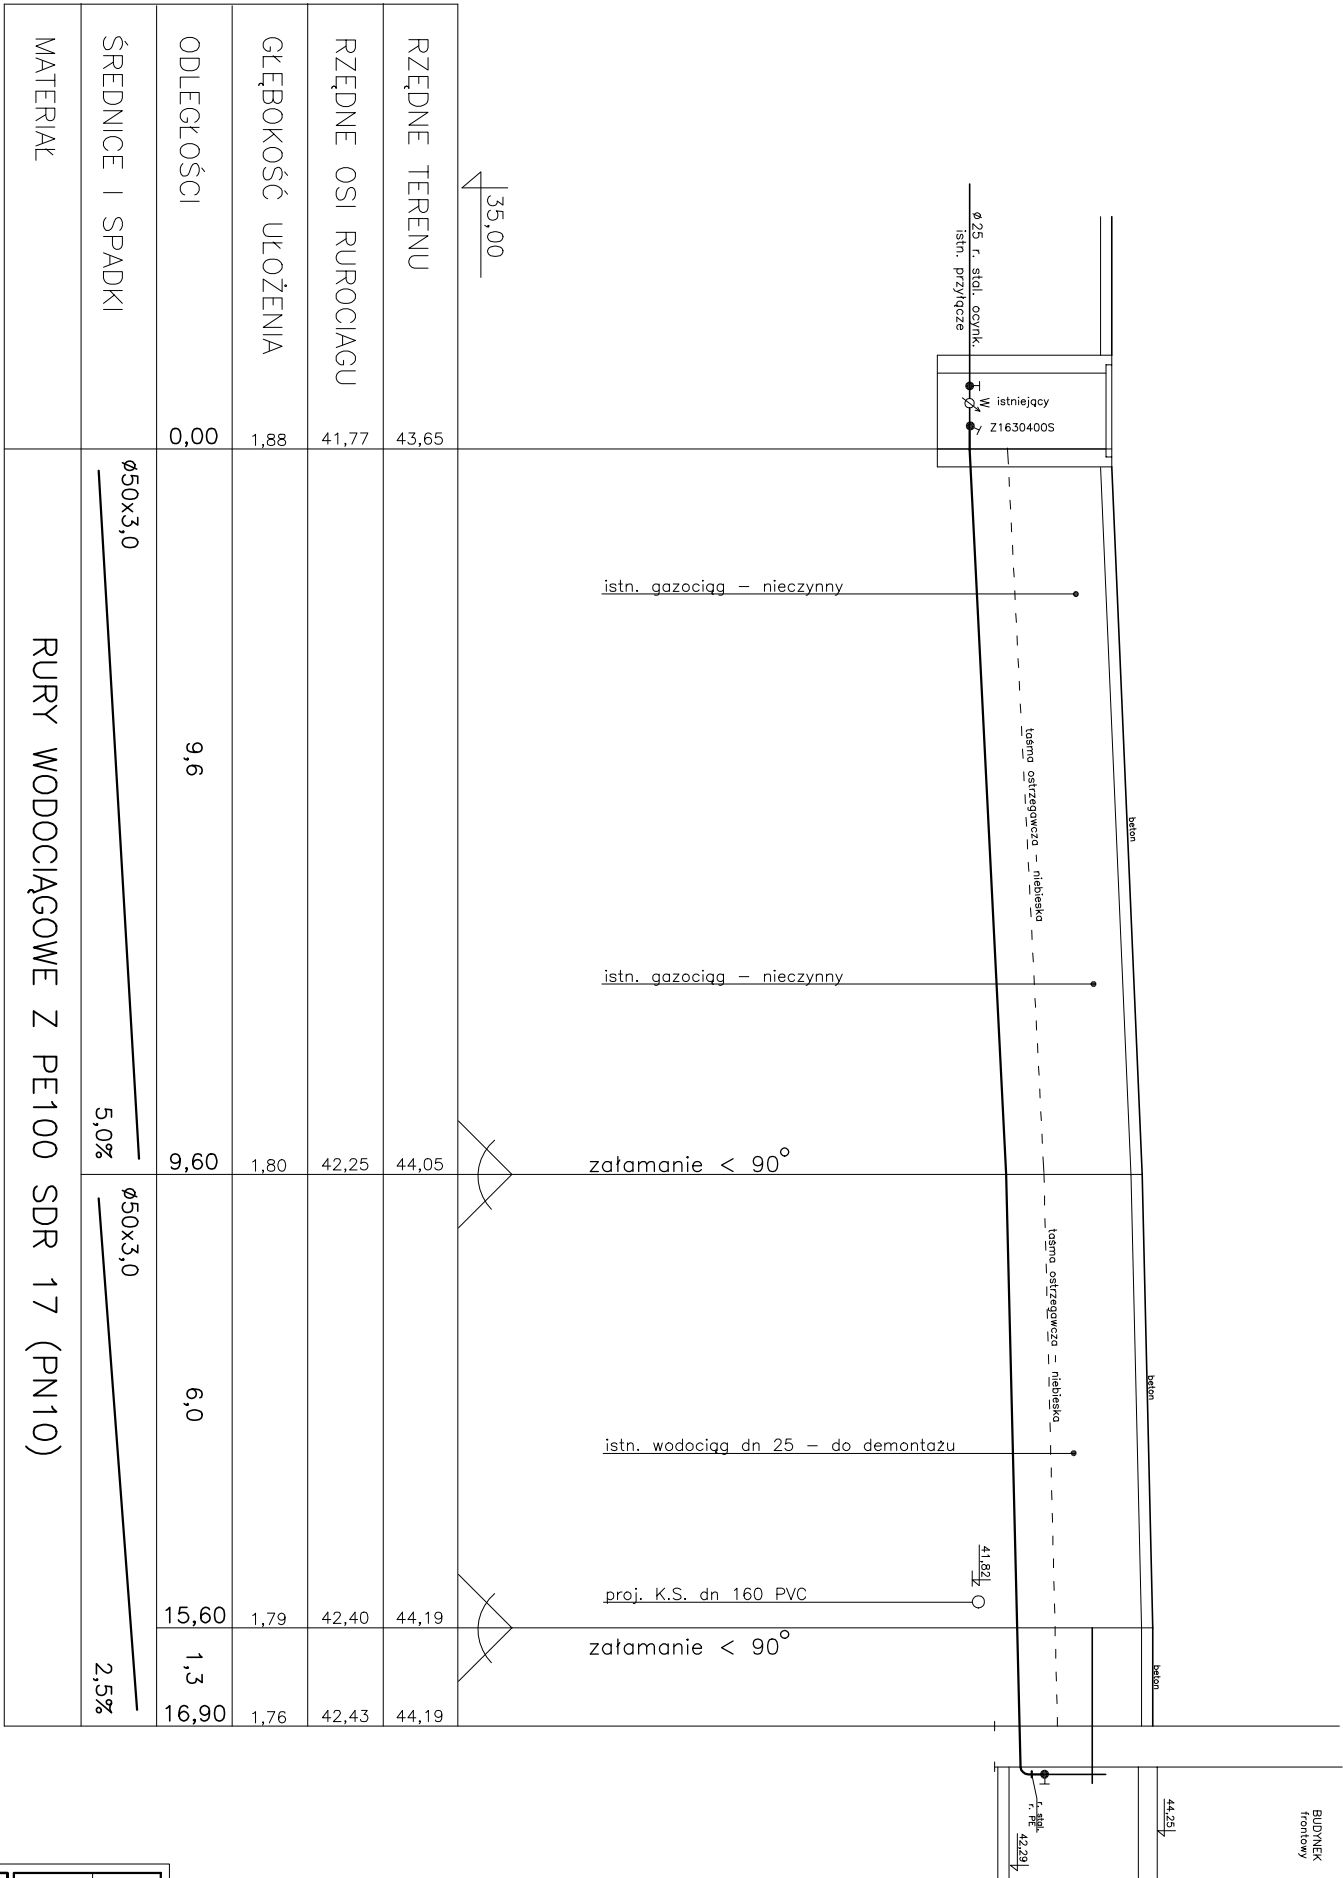 BUDYNEK
frontowy
44,25
42,29
r. stal.
r. PE
beton
beton
beton
ø25 r. stal. ocynk.
istn. przyłącze
W istniejący
Z1630400S
taśma ostrzegawcza – niebieska
taśma ostrzegawcza – niebieska
41,82
istn. gazociąg – nieczynny
istn. gazociąg – nieczynny
załamanie < 90°
istn. wodociąg dn 25 – do demontażu
proj. K.S. dn 160 PVC
załamanie < 90°
35,00
RZĘDNE TERENU 43,65 44,05 44,19 44,19
RZĘDNE OSI RUROCIAGU 41,77 42,25 42,40 42,43
GŁĘBOKOŚĆ UŁOŻENIA 1,88 1,80 1,79 1,76
ODLEGŁOŚCI 0,00 9,6 9,60 6,0 15,60 1,3 16,90
ŚREDNICE I SPADKI ø50x3,0 5,0% ø50x3,0 2,5%
MATERIAŁ RURY WODOCIĄGOWE Z PE100 SDR 17 (PN10)